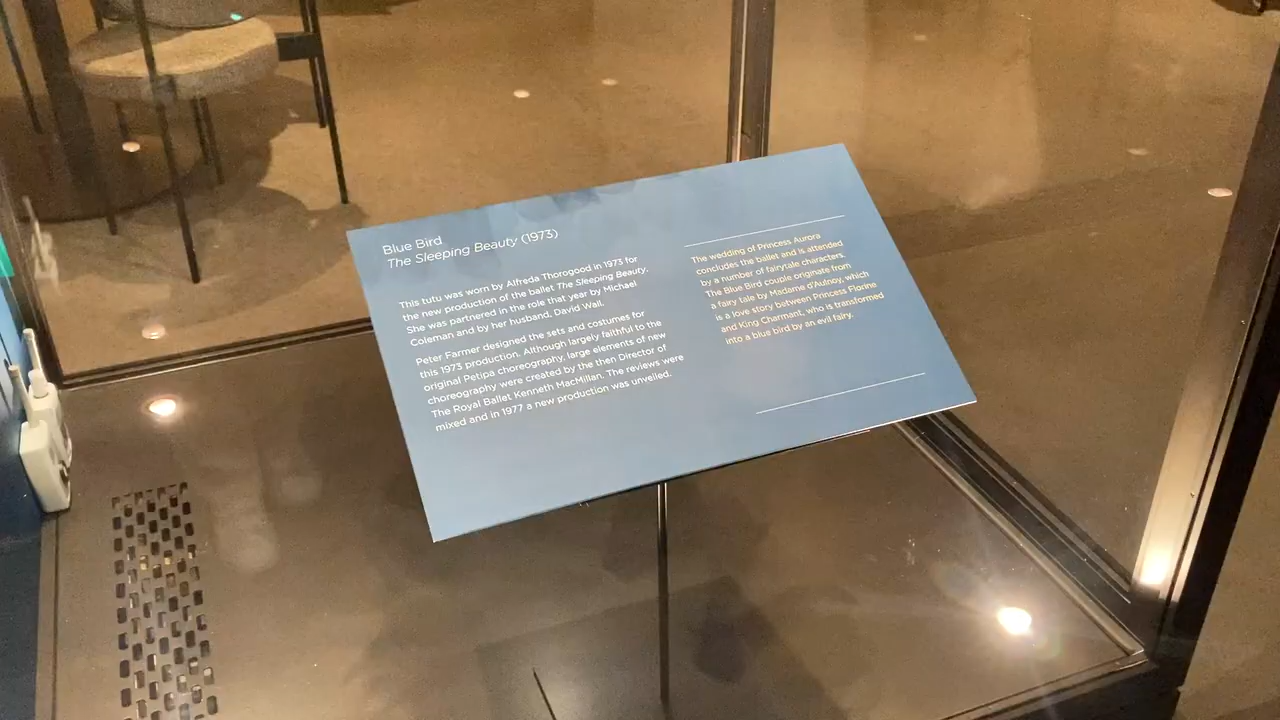 Blue Bird
The Sleeping Beauty (1973)
This tutu was worn by Alfreda Thorogood in 1973 for
the new production of the ballet The Sleeping Beauty.
She was partnered in the role that year by Michael
Coleman and by her husband, David Wall.
Peter Farmer designed the sets and costumes for
this 1973 production. Although largely faithful to the
original Petipa choreography, large elements of new
choreography were created by the then Director of
The Royal Ballet Kenneth MacMillan. The reviews were
mixed and in 1977 a new production was unveiled.
The wedding of Princess Aurora
concludes the ballet and is attended
by a number of fairytale characters.
The Blue Bird couple originate from
a fairy tale by Madame d'Aulnoy, which
is a love story between Princess Florine
and King Charmant, who is transformed
into a blue bird by an evil fairy.